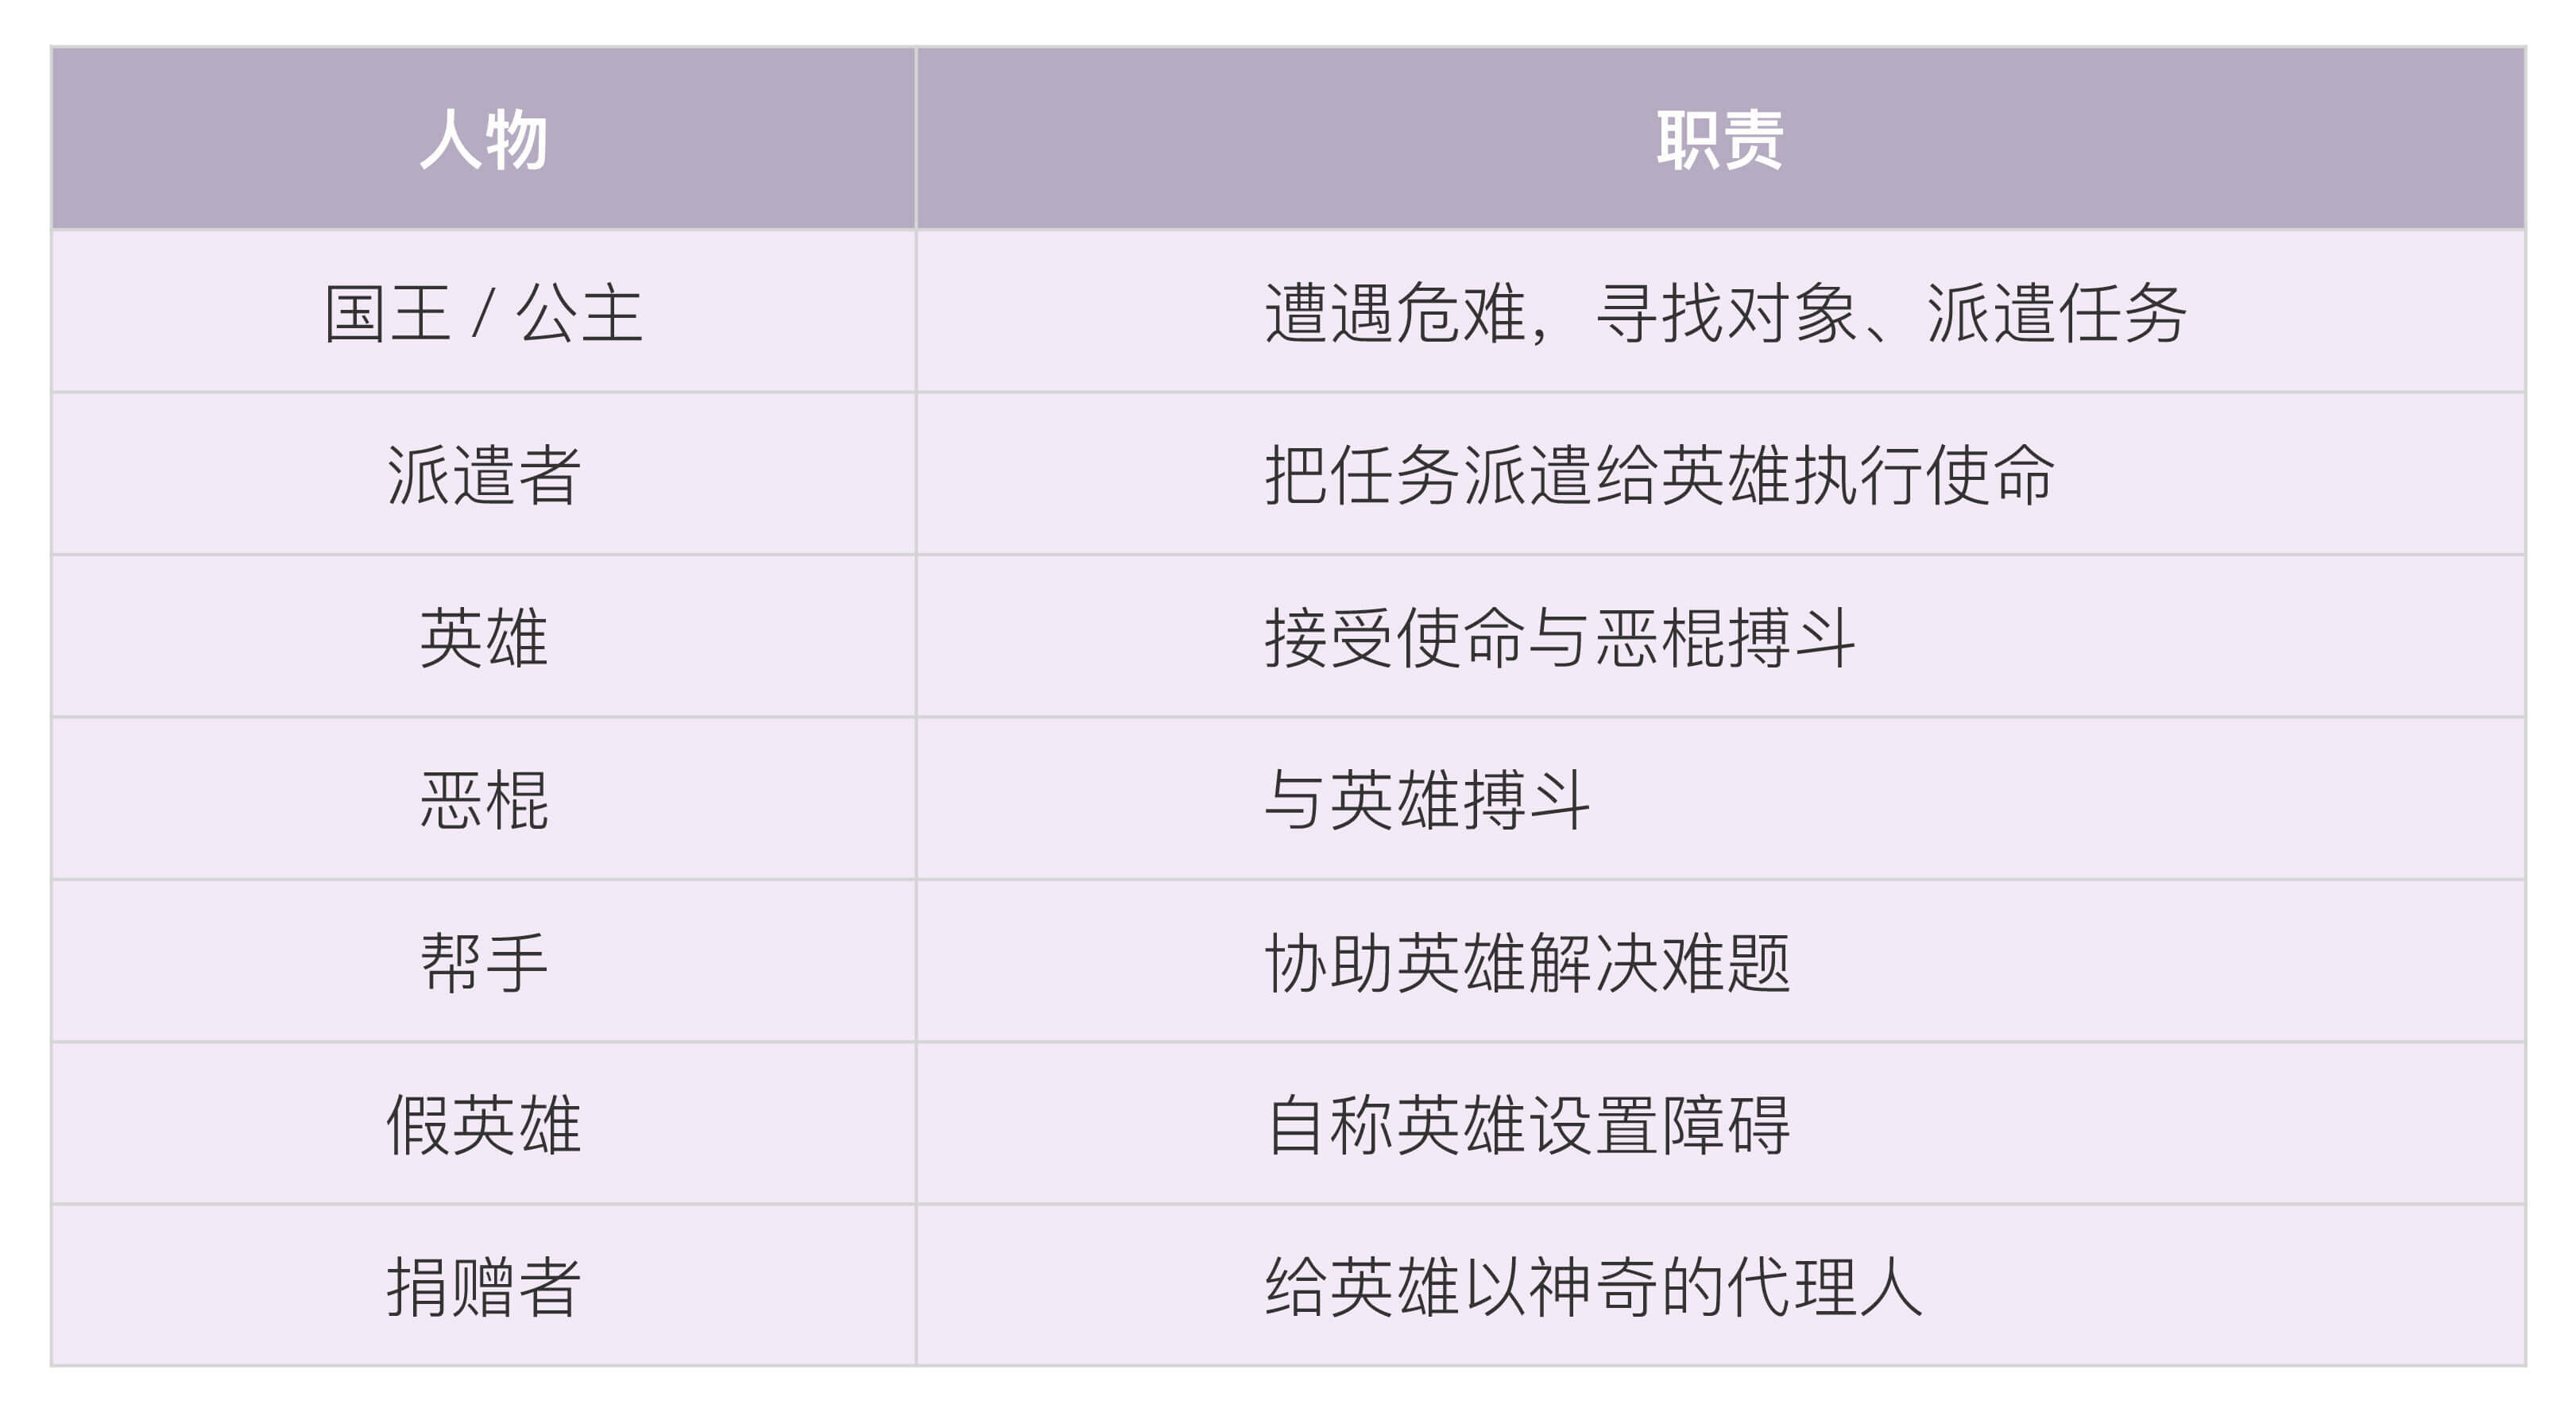 人物 职责
国王 / 公主 遭遇危难，寻找对象、派遣任务
派遣者 把任务派遣给英雄执行使命
英雄 接受使命与恶棍搏斗
恶棍 与英雄搏斗
帮手 协助英雄解决难题
假英雄 自称英雄设置障碍
捐赠者 给英雄以神奇的代理人